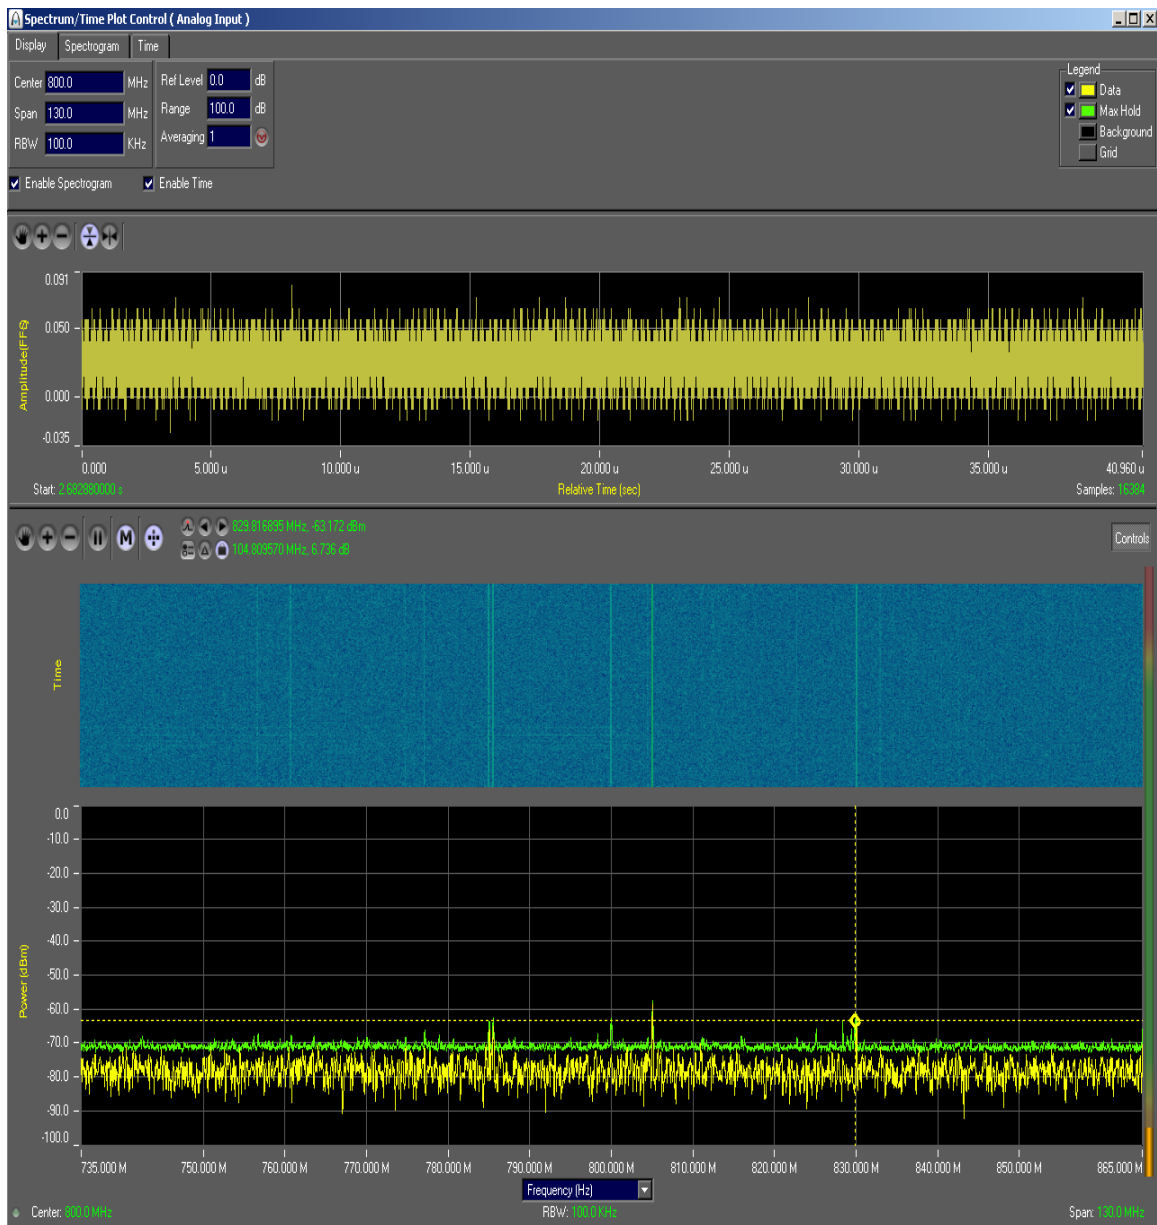 Spectrum/Time Plot Control ( Analog Input )
Display Spectrogram Time
Center 800.0 MHz Ref Level 0.0 dB Legend
Data
Span 130.0 MHz Range 100.0 dB Max Hold
RBW 100.0 KHz Averaging 1 Background
Grid
Enable Spectrogram Enable Time
0.091
0.050
0.000
-0.035
Amplitude(FFS)
0.000 5.000 u 10.000 u 15.000 u 20.000 u 25.000 u 30.000 u 35.000 u 40.960 u
Start: 2.682880000 s Relative Time (sec) Samples: 16384
M 829.816895 MHz, -63.172 dBm Controls
104.809570 MHz, 6.736 dB
Time
0.0
-10.0
-20.0
-30.0
-40.0
-50.0
-60.0
-70.0
-80.0
-90.0
-100.0
Power (dBm)
735.000 M 750.000 M 760.000 M 770.000 M 780.000 M 790.000 M 800.000 M 810.000 M 820.000 M 830.000 M 840.000 M 850.000 M 865.000 M
Frequency (Hz)
Center: 800.0 MHz RBW: 100.0 KHz Span: 130.0 MHz